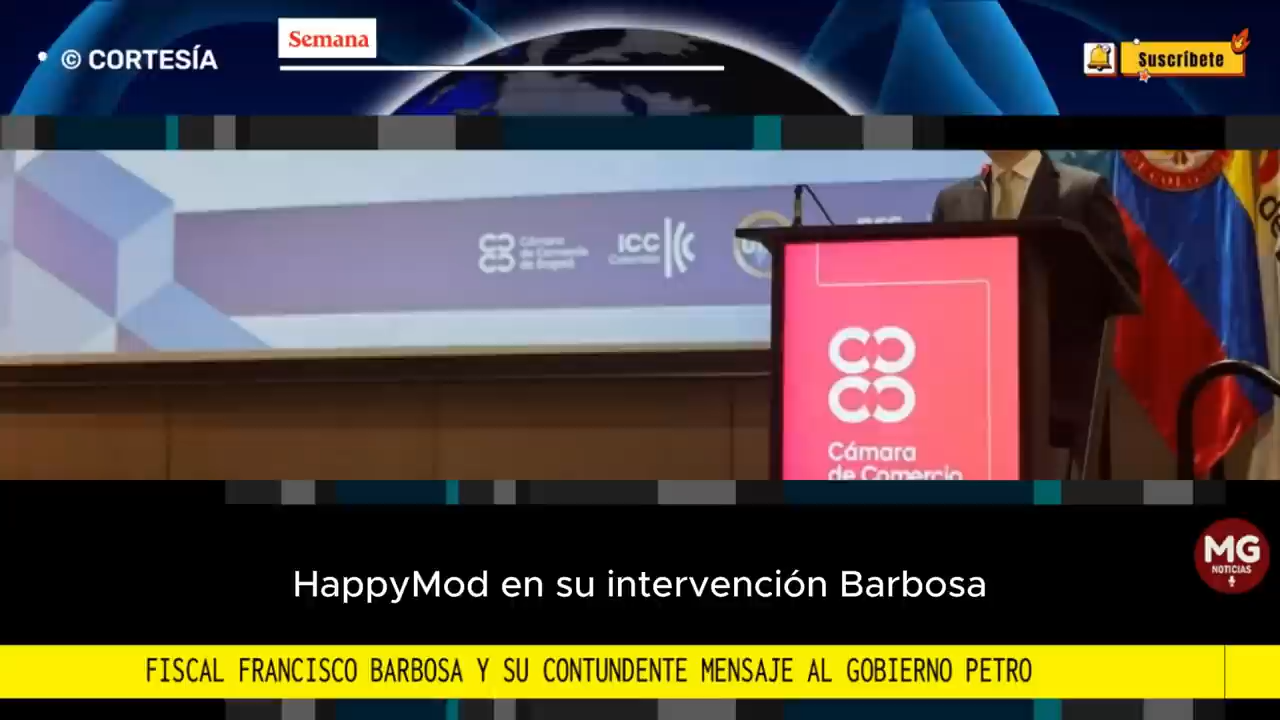 © CORTESÍA
Semana
Suscríbete
Cámara
de Comercio
de Bogotá
ICC
Colombia
Cámara
de Comercio
MG
NOTICIAS
HappyMod en su intervención Barbosa
FISCAL FRANCISCO BARBOSA Y SU CONTUNDENTE MENSAJE AL GOBIERNO PETRO